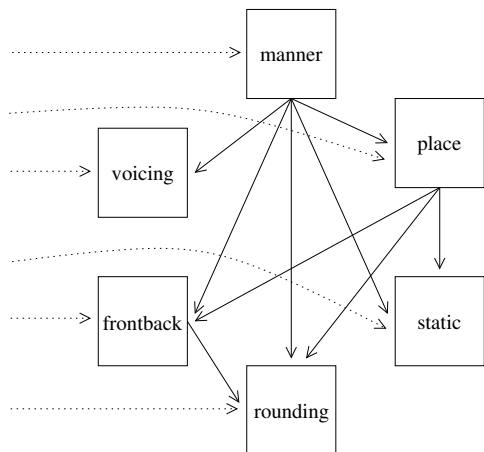 manner
place
voicing
frontback
static
rounding